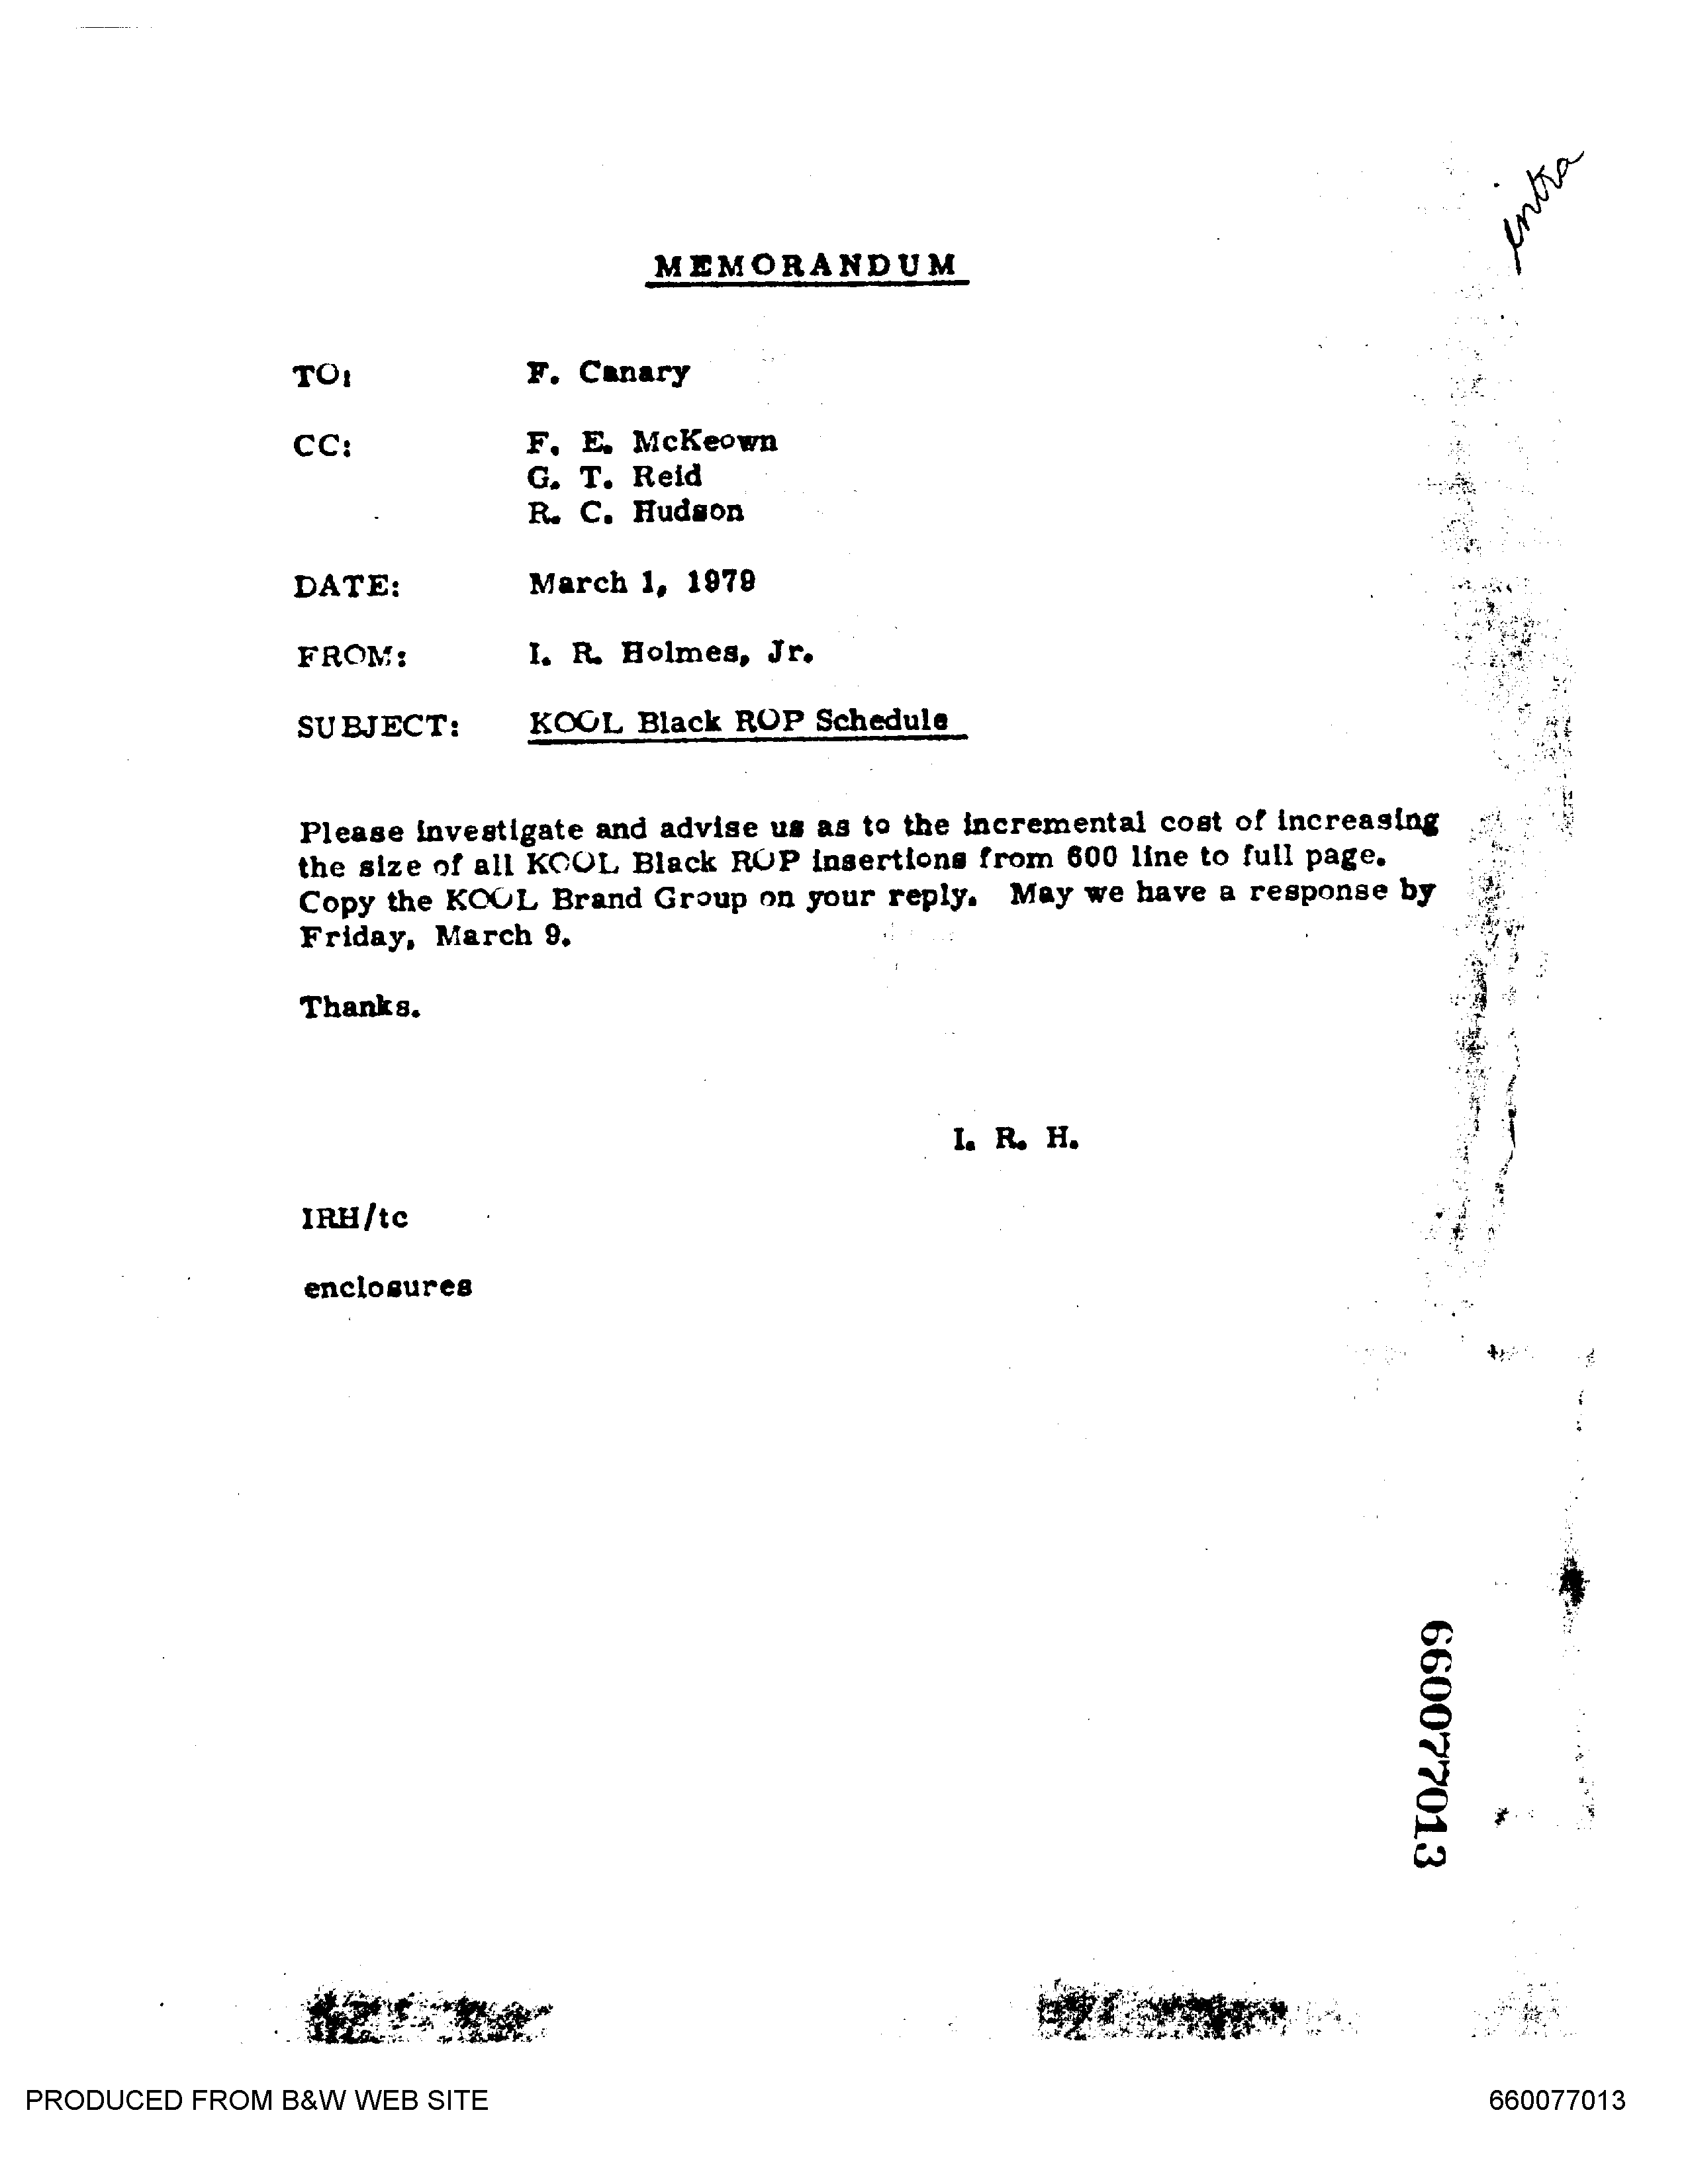 intra
MEMORANDUM
TO: F. Canary
CC: F. E. McKeown
G. T. Reid
R. C. Hudson
DATE: March 1, 1979
FROM: I. R. Holmes, Jr.
SUBJECT: KOOL Black ROP Schedule
Please investigate and advise us as to the incremental cost of increasing
the size of all KOOL Black ROP insertions from 600 line to full page.
Copy the KOOL Brand Group on your reply. May we have a response by
Friday, March 9.
Thanks.
I. R. H.
IRH/tc
enclosures
660077013
PRODUCED FROM B&W WEB SITE
660077013